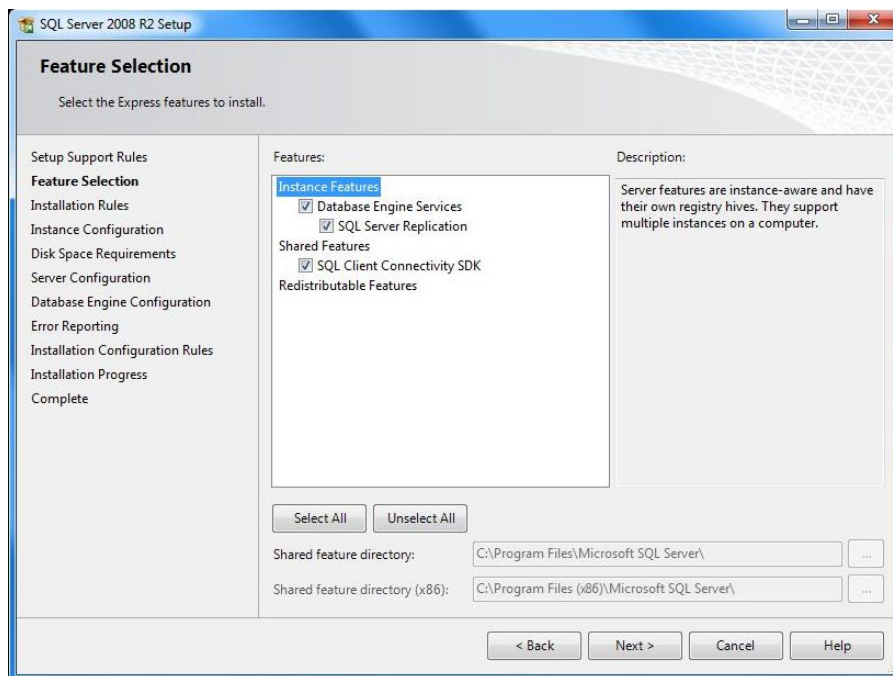 SQL Server 2008 R2 Setup
Feature Selection
Select the Express features to install.
Setup Support Rules
Feature Selection
Installation Rules
Instance Configuration
Disk Space Requirements
Server Configuration
Database Engine Configuration
Error Reporting
Installation Configuration Rules
Installation Progress
Complete
Features:
Instance Features
Database Engine Services
SQL Server Replication
Shared Features
SQL Client Connectivity SDK
Redistributable Features
Description:
Server features are instance-aware and have
their own registry hives. They support
multiple instances on a computer.
Select All Unselect All
Shared feature directory: C:\Program Files\Microsoft SQL Server\ ...
Shared feature directory (x86): C:\Program Files (x86)\Microsoft SQL Server\ ...
< Back Next > Cancel Help